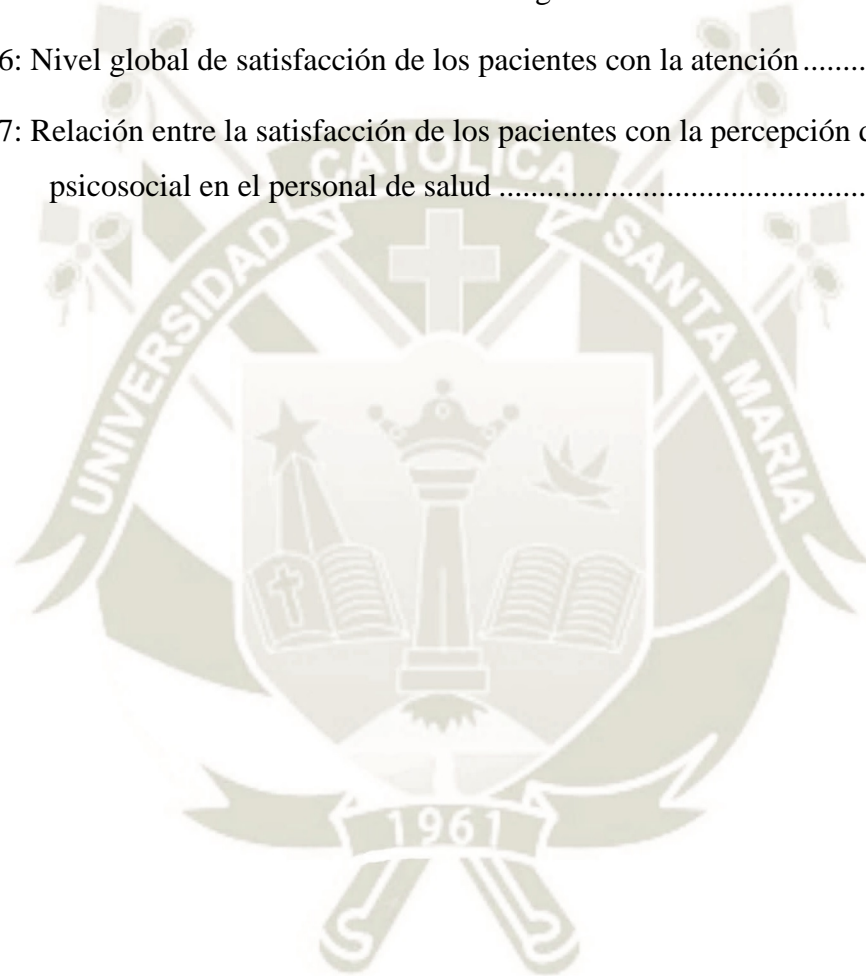 6: Nivel global de satisfacción de los pacientes con la atención..........
7: Relación entre la satisfacción de los pacientes con la percepción
psicosocial en el personal de salud ..........................................
UNIVERSIDAD CATOLICA SANTA MARIA
1961